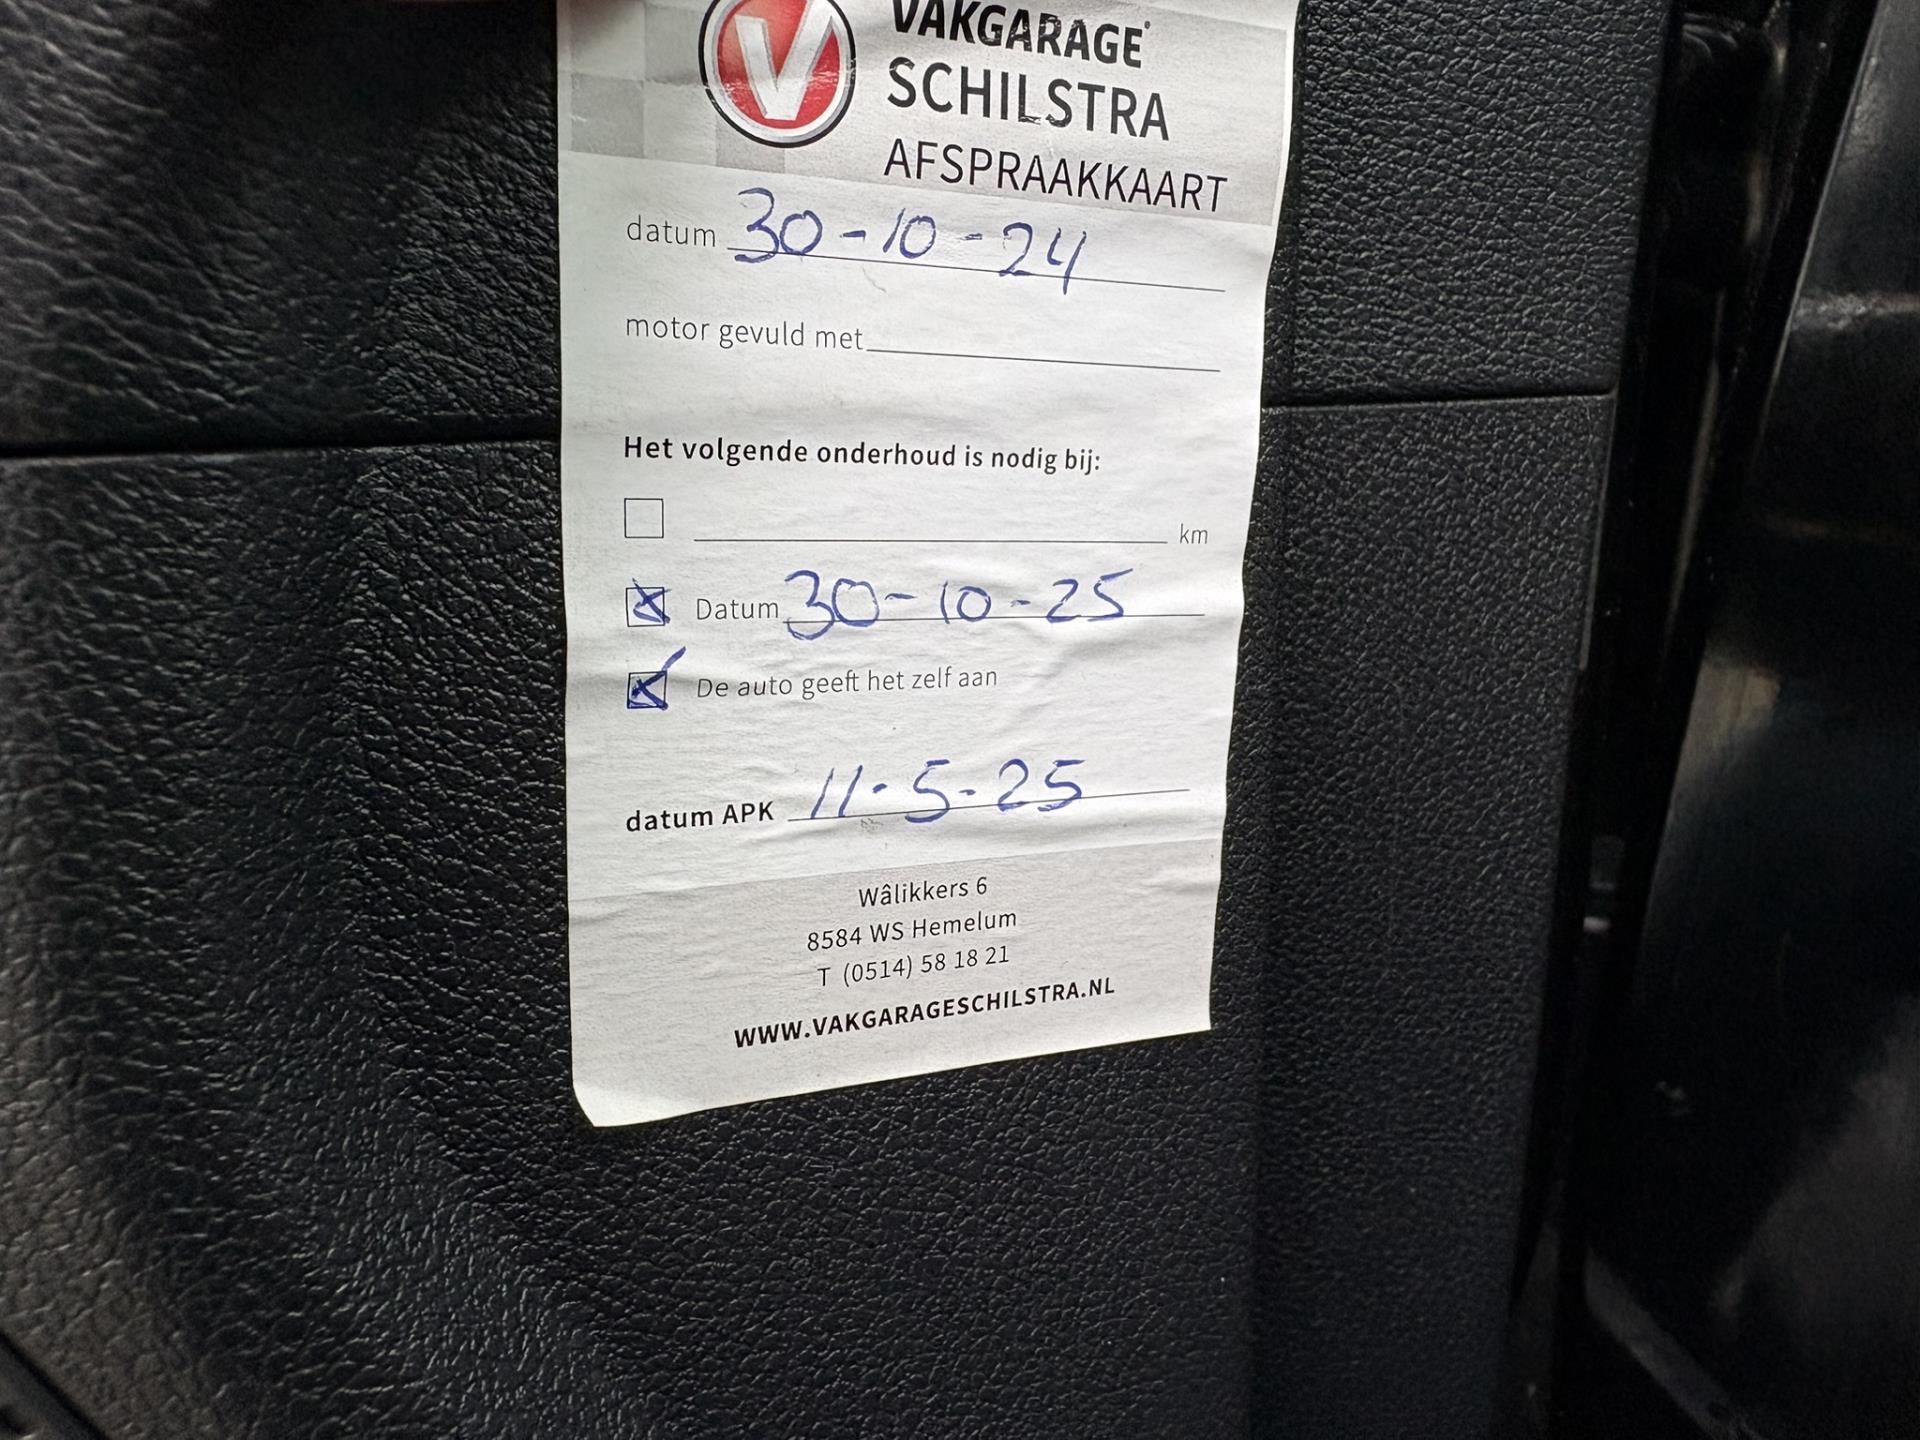 V
VAKGARAGE
SCHILSTRA
AFSPRAAKKAART
datum 30-10-24
motor gevuld met
Het volgende onderhoud is nodig bij:
km
Datum 30-10-25
De auto geeft het zelf aan
datum APK 11-5-25
Wâlikkers 6
8584 WS Hemelum
T (0514) 58 18 21
WWW.VAKGARAGESCHILSTRA.NL